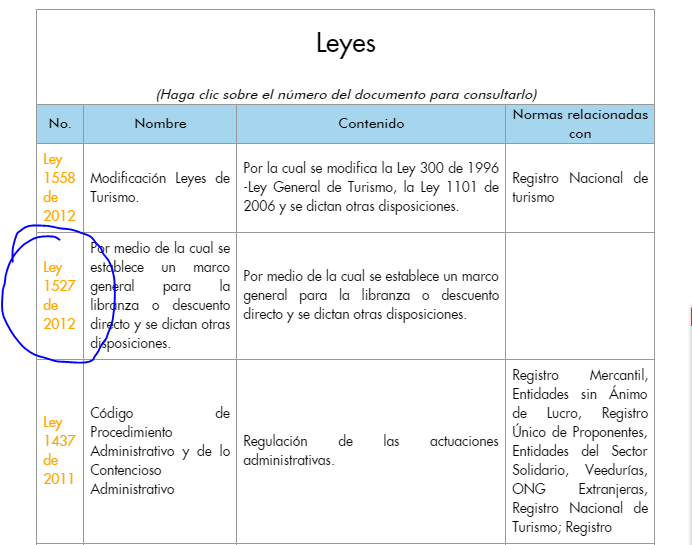 Leyes
(Haga clic sobre el número del documento para consultarlo)
No.
Nombre
Contenido
Normas relacionadas
con
Ley
1558
de
2012
Modificación Leyes de
Turismo.
Por la cual se modifica la Ley 300 de 1996
-Ley General de Turismo, la Ley 1101 de
2006 y se dictan otras disposiciones.
Registro Nacional de
turismo
Ley
1527
de
2012
Por medio de la cual se
establece un marco
general para la
libranza o descuento
directo y se dictan otras
disposiciones.
Por medio de la cual se establece un marco
general para la libranza o descuento
directo y se dictan otras disposiciones.
Ley
1437
de
2011
Código de
Procedimiento
Administrativo y de lo
Contencioso
Administrativo
Regulación de las actuaciones
administrativas.
Registro Mercantil,
Entidades sin Ánimo
de Lucro, Registro
Único de Proponentes,
Entidades del Sector
Solidario, Veedurías,
ONG Extranjeras,
Registro Nacional de
Turismo; Registro